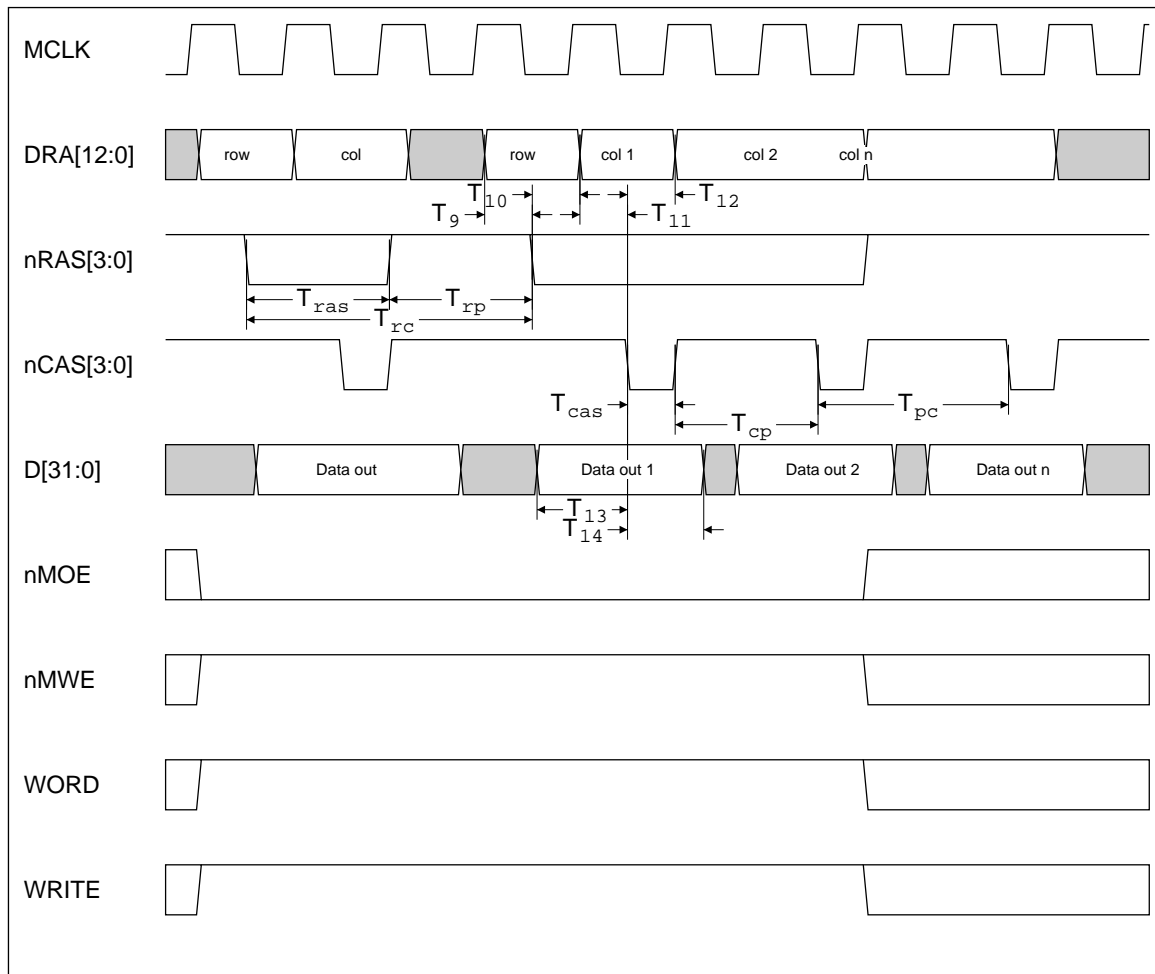 MCLK
DRA[12:0]
row
col
row
col 1
col 2
col n
T10
T12
T9
T11
nRAS[3:0]
Tras
Trp
Trc
nCAS[3:0]
Tcas
Tpc
Tcp
D[31:0]
Data out
Data out 1
Data out 2
Data out n
T13
T14
nMOE
nMWE
WORD
WRITE